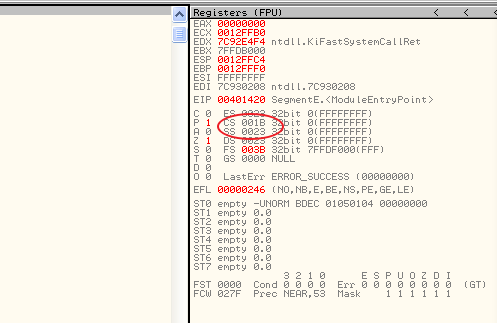 Registers (FPU) < < <
EAX 00000000
ECX 0012FFB0
EDX 7C92E4F4 ntdll.KiFastSystemCallRet
EBX 7FFDB000
ESP 0012FFC4
EBP 0012FFF0
ESI FFFFFFFF
EDI 7C930208 ntdll.7C930208
EIP 00401420 SegmentE.<ModuleEntryPoint>
C 0 ES 0023 32bit 0(FFFFFFFF)
P 1 CS 001B 32bit 0(FFFFFFFF)
A 0 SS 0023 32bit 0(FFFFFFFF)
Z 1 DS 0023 32bit 0(FFFFFFFF)
S 0 FS 003B 32bit 7FFDF000(FFF)
T 0 GS 0000 NULL
D 0
O 0 LastErr ERROR_SUCCESS (00000000)
EFL 00000246 (NO,NB,E,BE,NS,PE,GE,LE)
ST0 empty -UNORM BDEC 01050104 00000000
ST1 empty 0.0
ST2 empty 0.0
ST3 empty 0.0
ST4 empty 0.0
ST5 empty 0.0
ST6 empty 0.0
ST7 empty 0.0
3 2 1 0 E S P U O Z D I
FST 0000 Cond 0 0 0 0 Err 0 0 0 0 0 0 0 0 (GT)
FCW 027F Prec NEAR,53 Mask 1 1 1 1 1 1